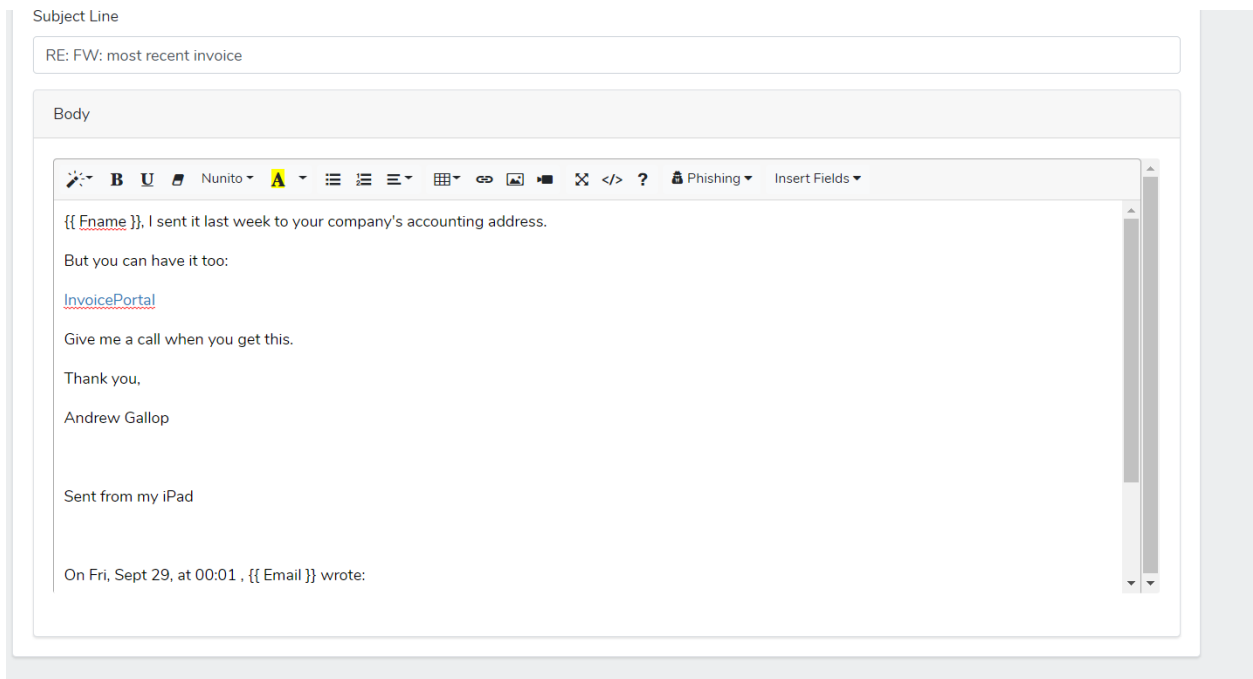 Subject Line
RE: FW: most recent invoice
Body
B U Nunito A </> ? Phishing Insert Fields
{{ Fname }}, I sent it last week to your company's accounting address.
But you can have it too:
InvoicePortal
Give me a call when you get this.
Thank you,
Andrew Gallop
Sent from my iPad
On Fri, Sept 29, at 00:01 , {{ Email }} wrote: